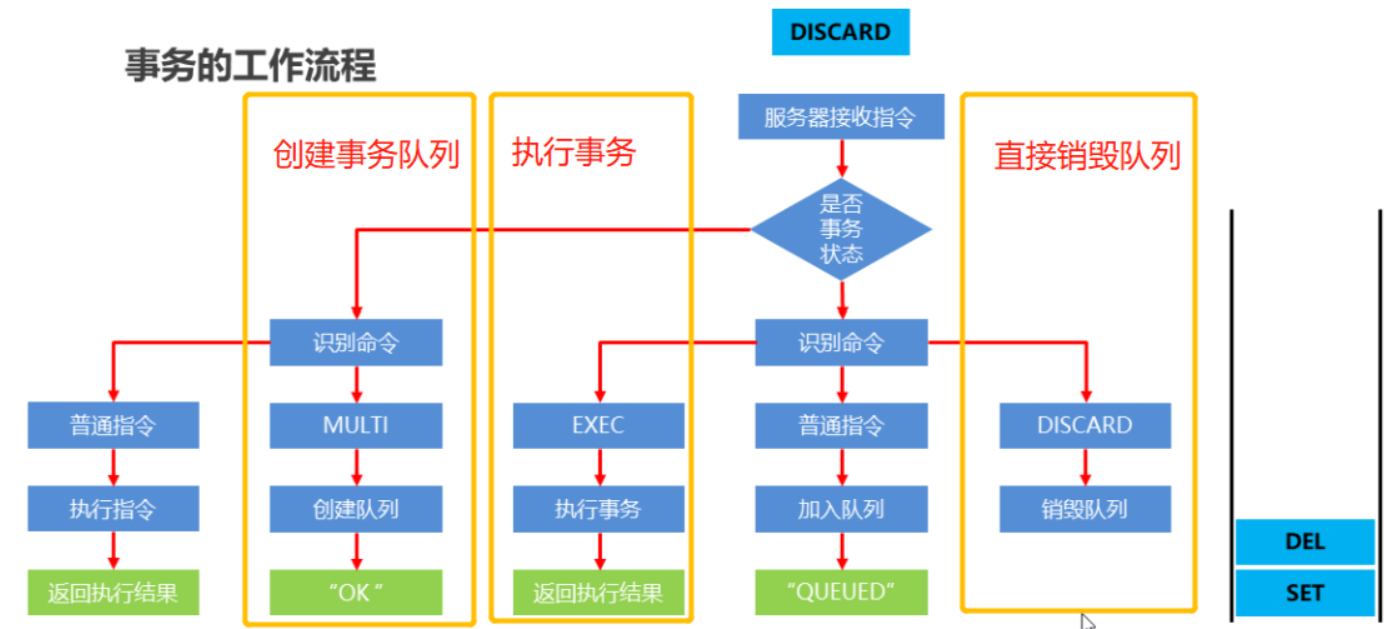 DISCARD
事务的工作流程
服务器接收指令
创建事务队列
执行事务
直接销毁队列
是否
事务
状态
识别命令
识别命令
普通指令
MULTI
EXEC
普通指令
DISCARD
执行指令
创建队列
执行事务
加入队列
销毁队列
DEL
返回执行结果
“OK ”
返回执行结果
“QUEUED”
SET